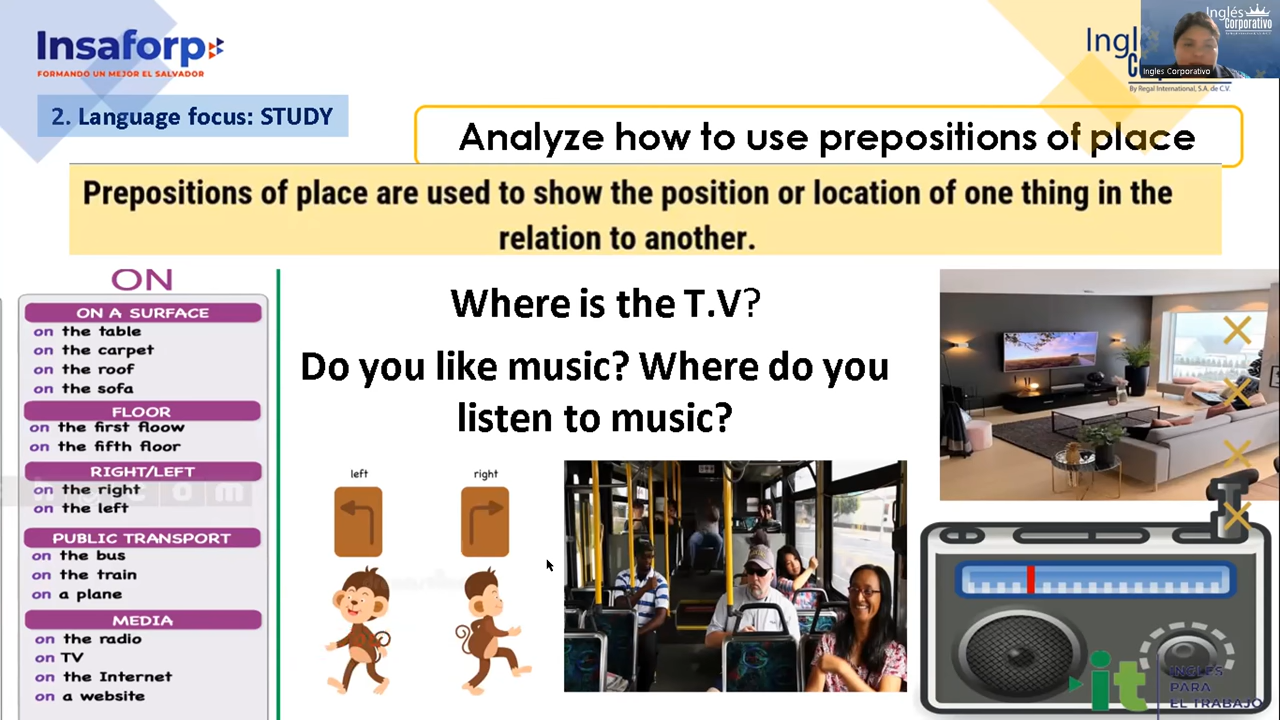 Insaforp
FORMANDO UN MEJOR EL SALVADOR
Inglés
Corporativo
Ingles Corporativo
By Regal International, S.A. de C.V.
2. Language focus: STUDY
Analyze how to use prepositions of place
Prepositions of place are used to show the position or location of one thing in the
relation to another.
ON
ON A SURFACE
on the table
on the carpet
on the roof
on the sofa
FLOOR
on the first floow
on the fifth floor
RIGHT/LEFT
on the right
on the left
PUBLIC TRANSPORT
on the bus
on the train
on a plane
MEDIA
on the radio
on TV
on the Internet
on a website
Where is the T.V?
Do you like music? Where do you
listen to music?
left
right
it
INGLÉS
PARA
EL TRABAJO